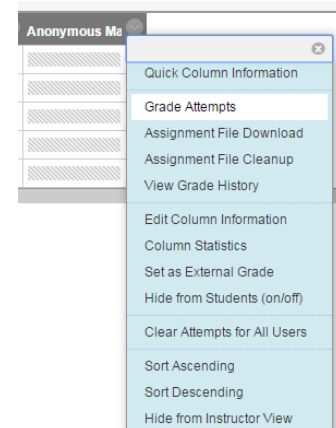 Anonymous Ma
Quick Column Information
Grade Attempts
Assignment File Download
Assignment File Cleanup
View Grade History
Edit Column Information
Column Statistics
Set as External Grade
Hide from Students (on/off)
Clear Attempts for All Users
Sort Ascending
Sort Descending
Hide from Instructor View